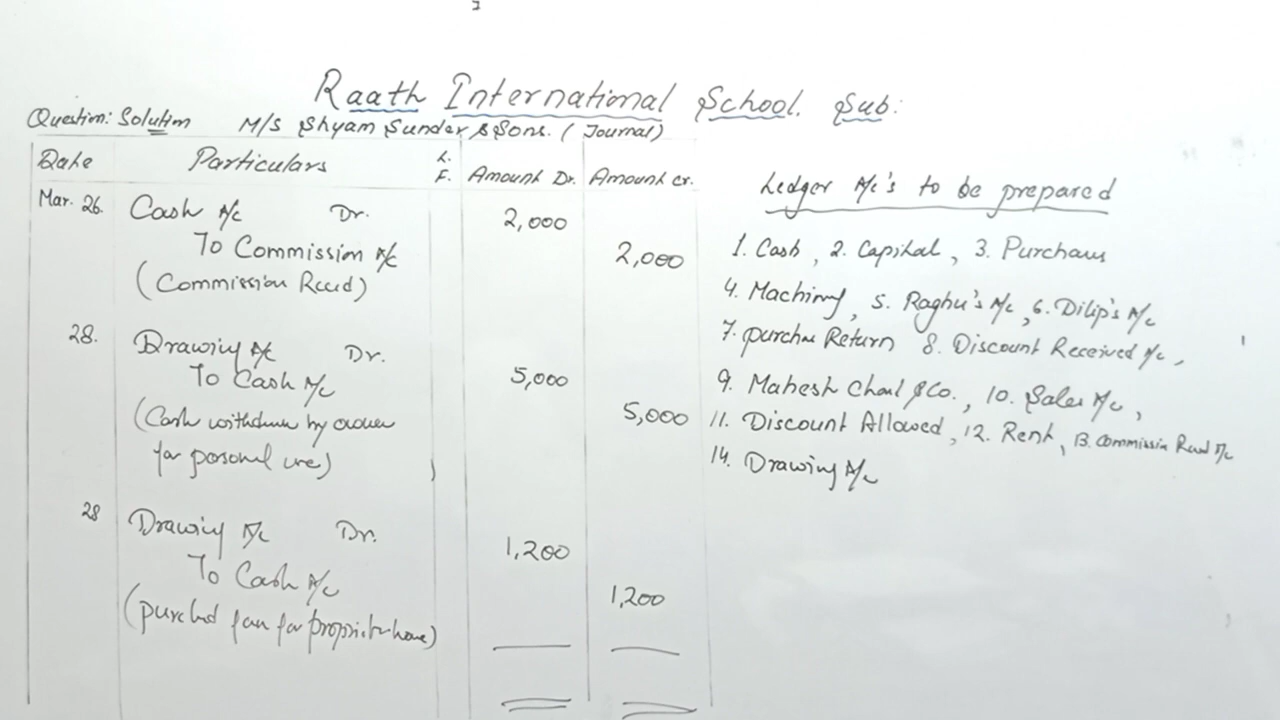 Raath International School. Sub:
Question: Solution M/S Shyam Sunder & Sons. (Journal)
Date Particulars L.F. Amount Dr. Amount cr.
Mar. 26. Cash A/c Dr. 2,000
To Commission A/c 2,000
(Commission Recd)
28. Drawing A/c Dr. 5,000
To Cash A/c 5,000
(Cash withdrawn by owner
for personal use)
28 Drawing A/c Dr. 1,200
To Cash A/c 1,200
(purchased fan for proprietor home)
Ledger A/c's to be prepared
1. Cash, 2. Capital, 3. Purchases
4. Machinery, 5. Raghu's A/c, 6. Dilip's A/c
7. purchase Return 8. Discount Received A/c,
9. Mahesh Chand & Co., 10. Sales A/c,
11. Discount Allowed, 12. Rent, 13. Commission Recd A/c
14. Drawing A/c